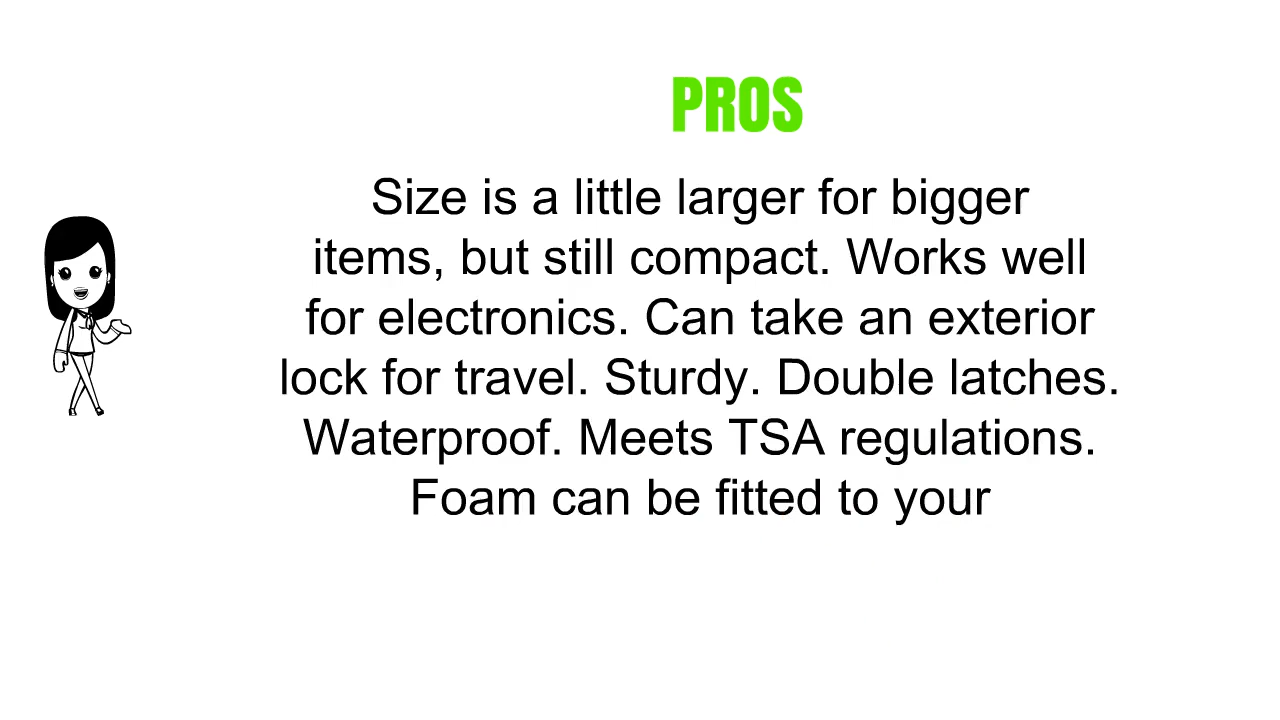 PROS
Size is a little larger for bigger
items, but still compact. Works well
for electronics. Can take an exterior
lock for travel. Sturdy. Double latches.
Waterproof. Meets TSA regulations.
Foam can be fitted to your